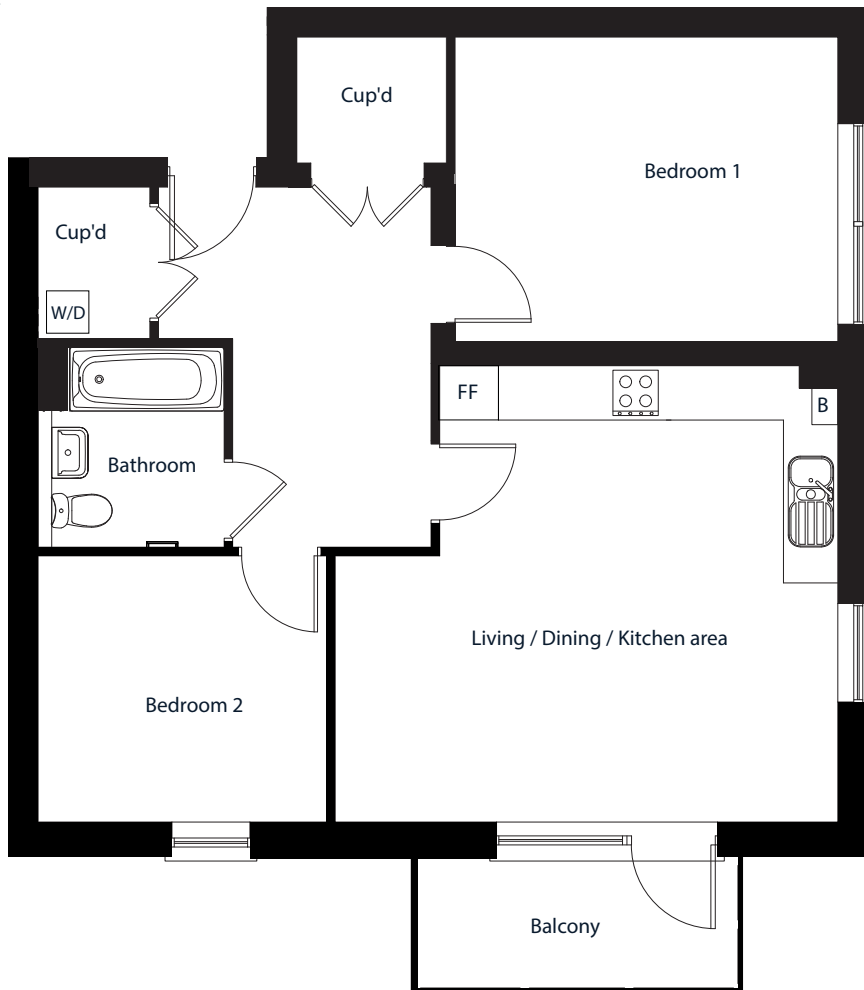 Cup'd
Bedroom 1
Cup'd
W/D
FF
B
Bathroom
Living / Dining / Kitchen area
Bedroom 2
Balcony